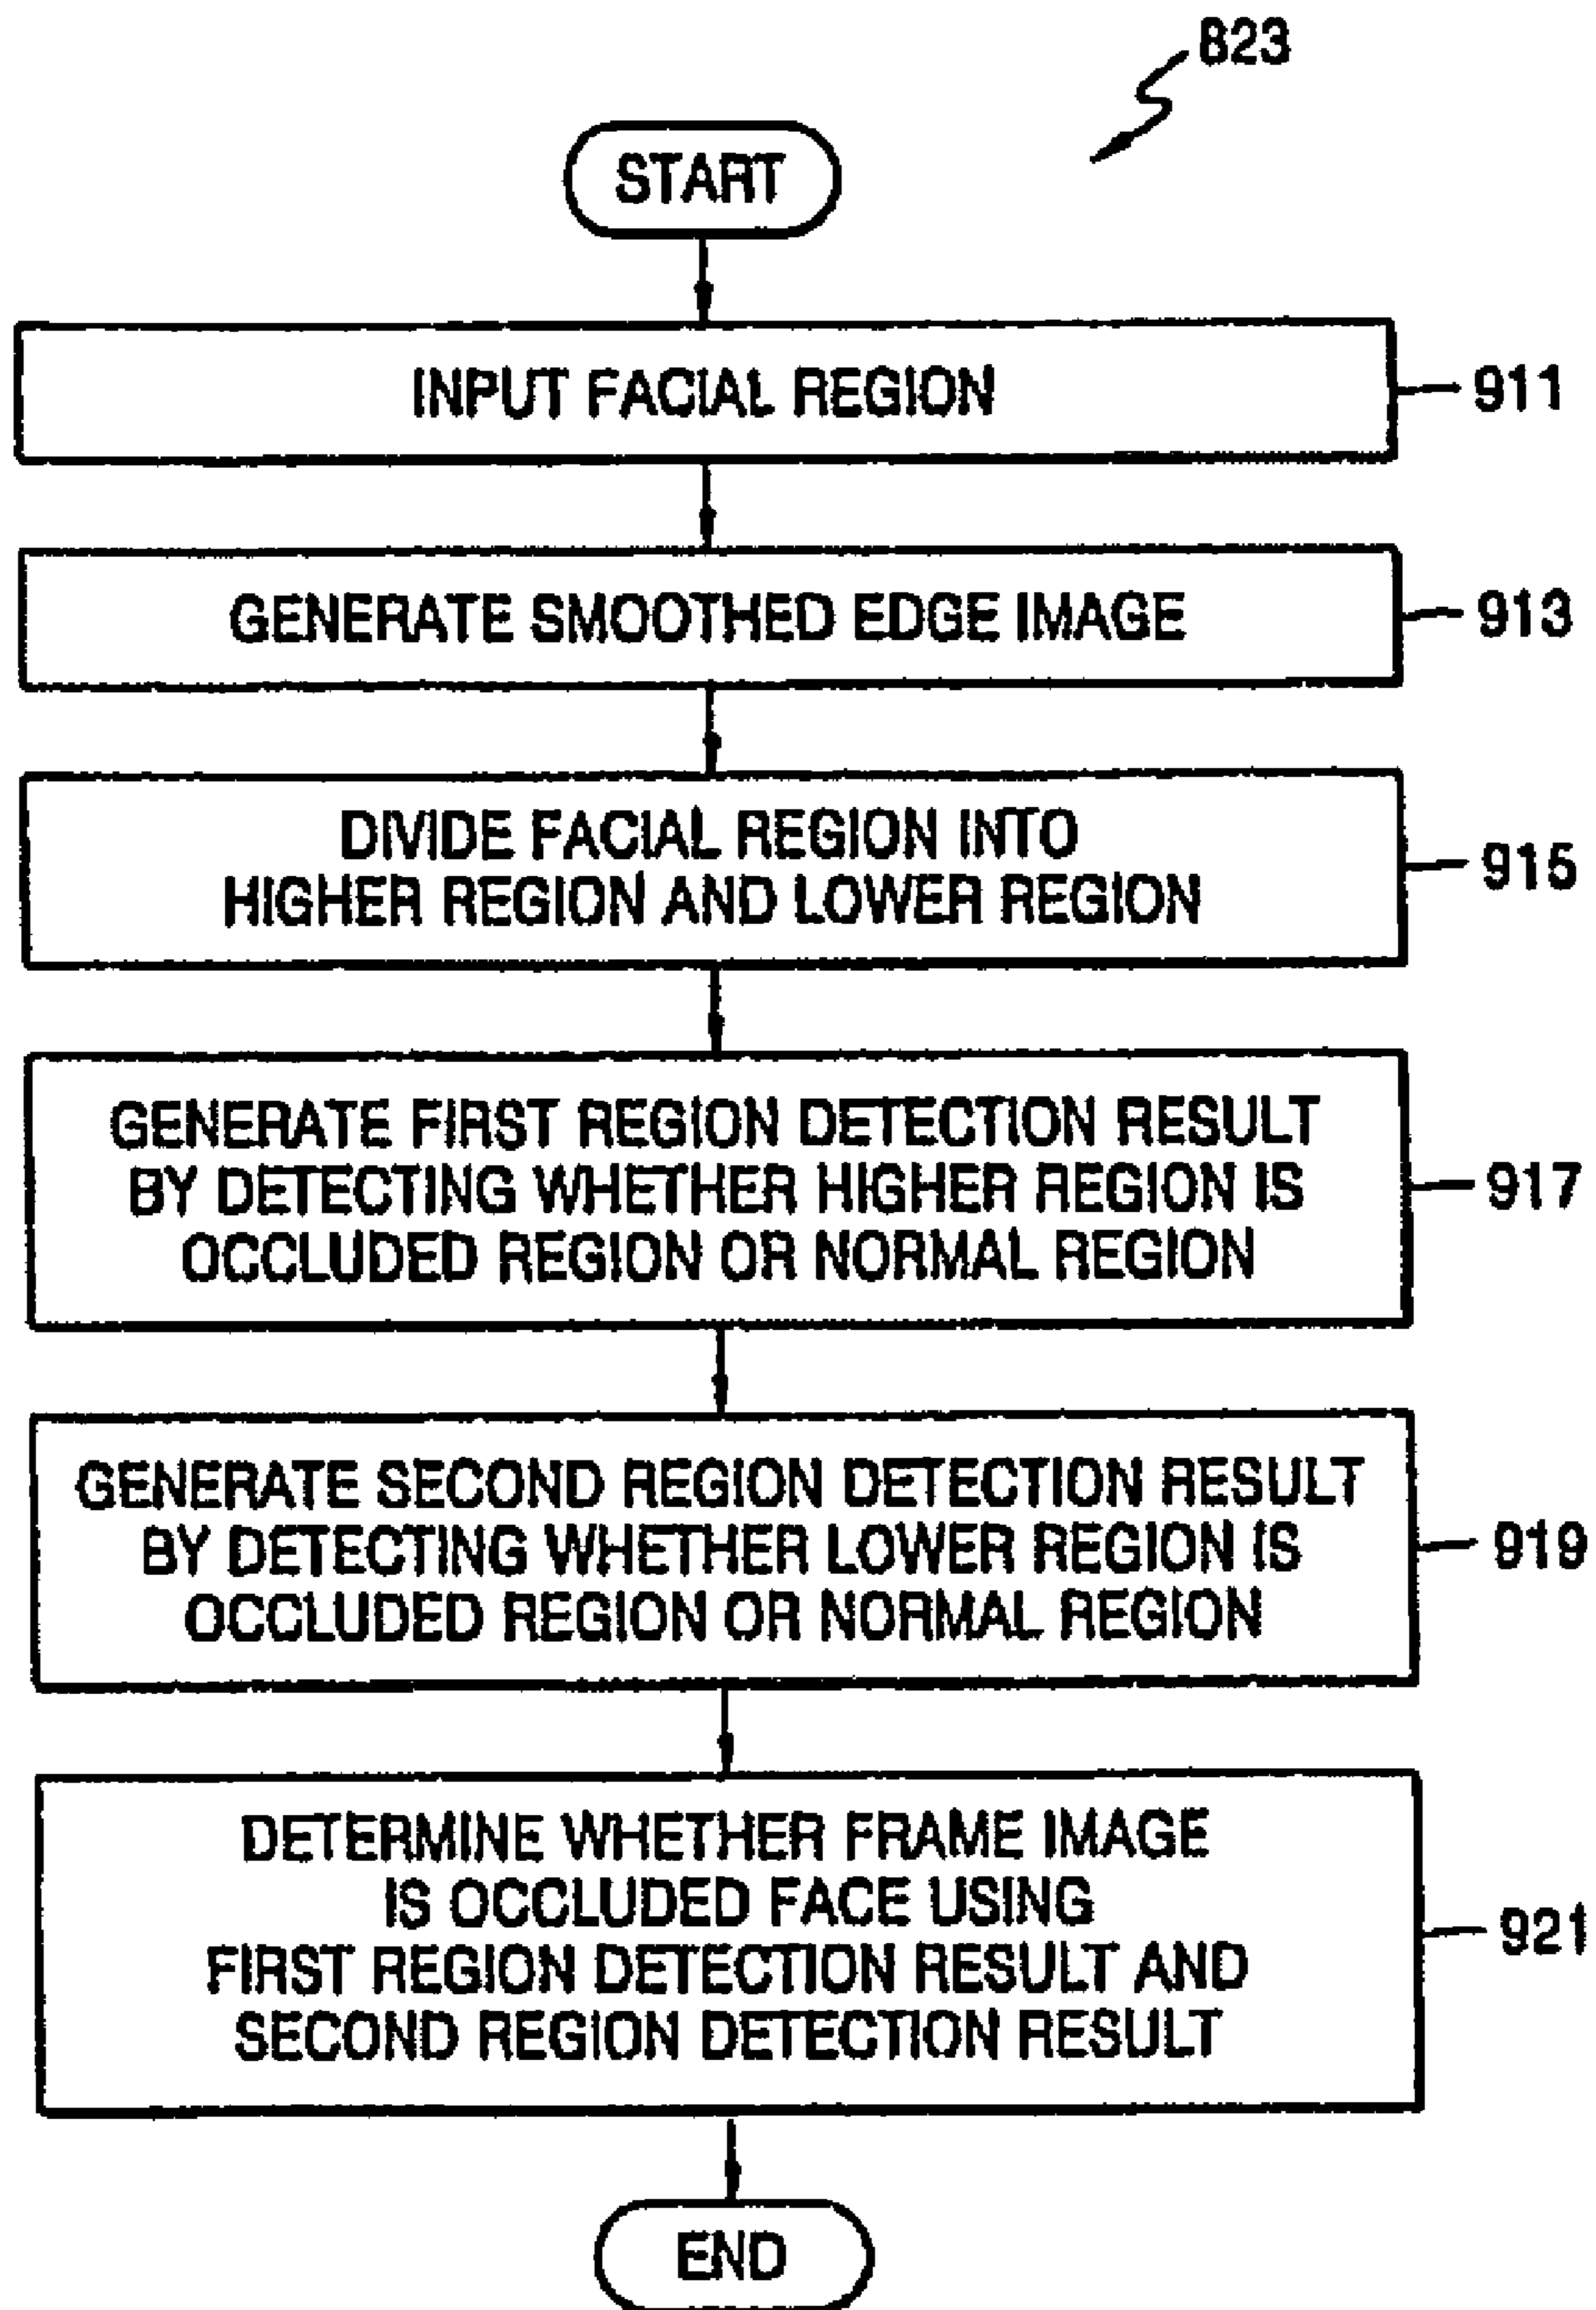 823
START
INPUT FACIAL REGION
911
GENERATE SMOOTHED EDGE IMAGE
913
DIVIDE FACIAL REGION INTO
HIGHER REGION AND LOWER REGION
915
GENERATE FIRST REGION DETECTION RESULT
BY DETECTING WHETHER HIGHER REGION IS
OCCLUDED REGION OR NORMAL REGION
917
GENERATE SECOND REGION DETECTION RESULT
BY DETECTING WHETHER LOWER REGION IS
OCCLUDED REGION OR NORMAL REGION
919
DETERMINE WHETHER FRAME IMAGE
IS OCCLUDED FACE USING
FIRST REGION DETECTION RESULT AND
SECOND REGION DETECTION RESULT
921
END